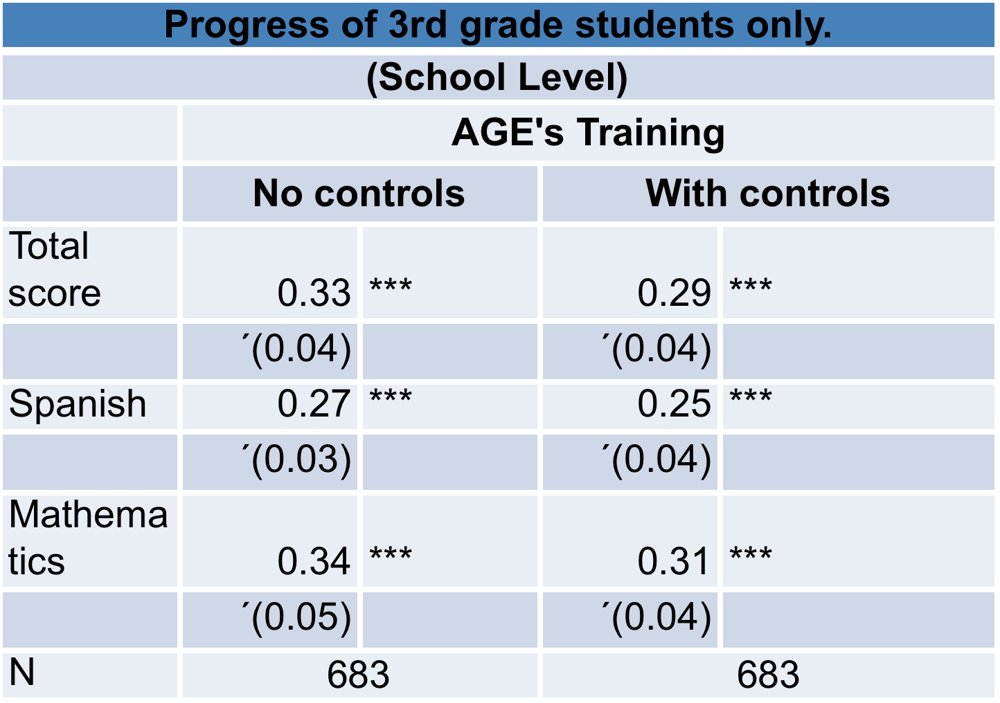 Progress of 3rd grade students only.
(School Level)
AGE's Training
No controls With controls
Total
score 0.33 *** 0.29 ***
´(0.04) ´(0.04)
Spanish 0.27 *** 0.25 ***
´(0.03) ´(0.04)
Mathema
tics 0.34 *** 0.31 ***
´(0.05) ´(0.04)
N 683 683